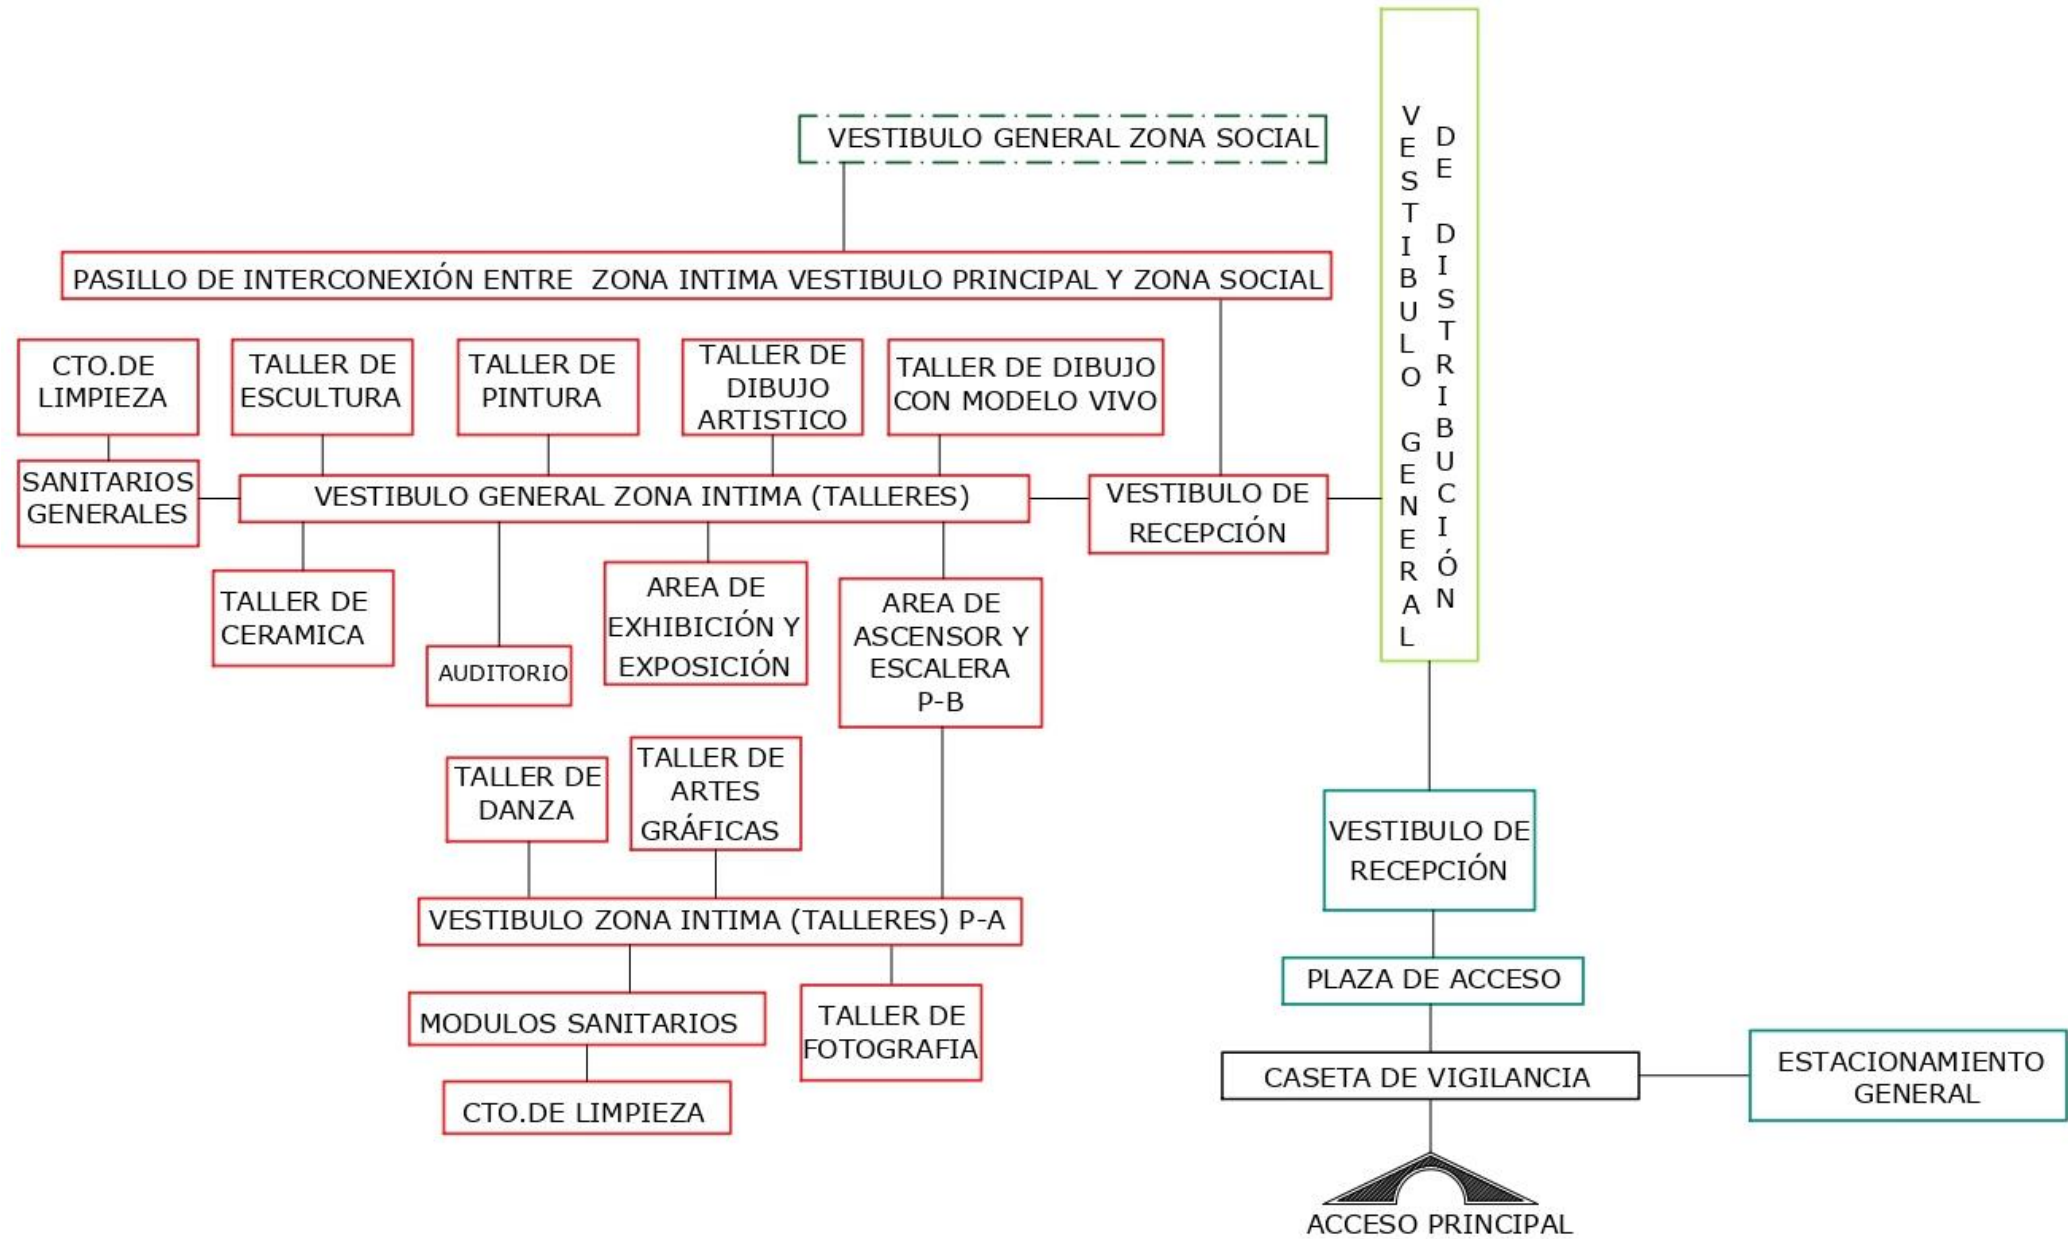 VESTIBULO GENERAL
DE DISTRIBUCIÓN
VESTIBULO GENERAL ZONA SOCIAL
PASILLO DE INTERCONEXIÓN ENTRE ZONA INTIMA VESTIBULO PRINCIPAL Y ZONA SOCIAL
CTO.DE
LIMPIEZA
TALLER DE
ESCULTURA
TALLER DE
PINTURA
TALLER DE
DIBUJO
ARTISTICO
TALLER DE DIBUJO
CON MODELO VIVO
SANITARIOS
GENERALES
VESTIBULO GENERAL ZONA INTIMA (TALLERES)
VESTIBULO DE
RECEPCIÓN
TALLER DE
CERAMICA
AUDITORIO
AREA DE
EXHIBICIÓN Y
EXPOSICIÓN
AREA DE
ASCENSOR Y
ESCALERA
P-B
TALLER DE
DANZA
TALLER DE
ARTES
GRÁFICAS
VESTIBULO ZONA INTIMA (TALLERES) P-A
MODULOS SANITARIOS
TALLER DE
FOTOGRAFIA
CTO.DE LIMPIEZA
VESTIBULO DE
RECEPCIÓN
PLAZA DE ACCESO
CASETA DE VIGILANCIA
ESTACIONAMIENTO
GENERAL
ACCESO PRINCIPAL